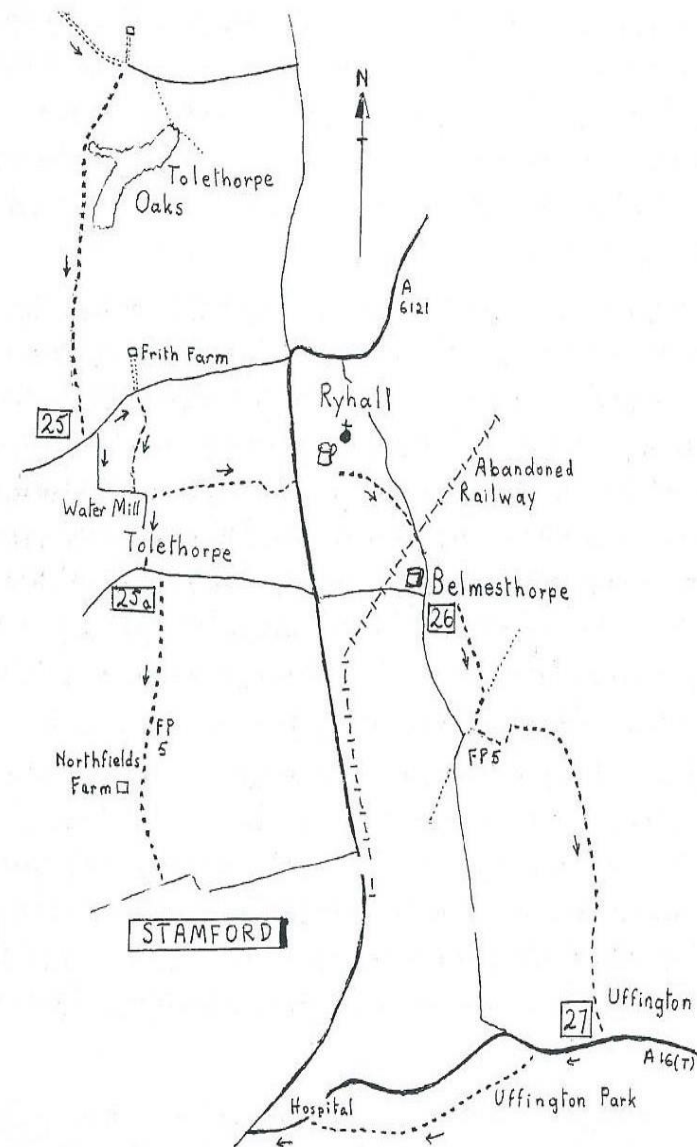 N
Tolethorpe
Oaks
A
6121
Frith Farm
Ryhall
25
Abandoned
Railway
Water Mill
Tolethorpe
Belmesthorpe
25a
26
FP
5
FP5
Northfields
Farm
STAMFORD
Uffington
27
A16(T)
Hospital
Uffington Park